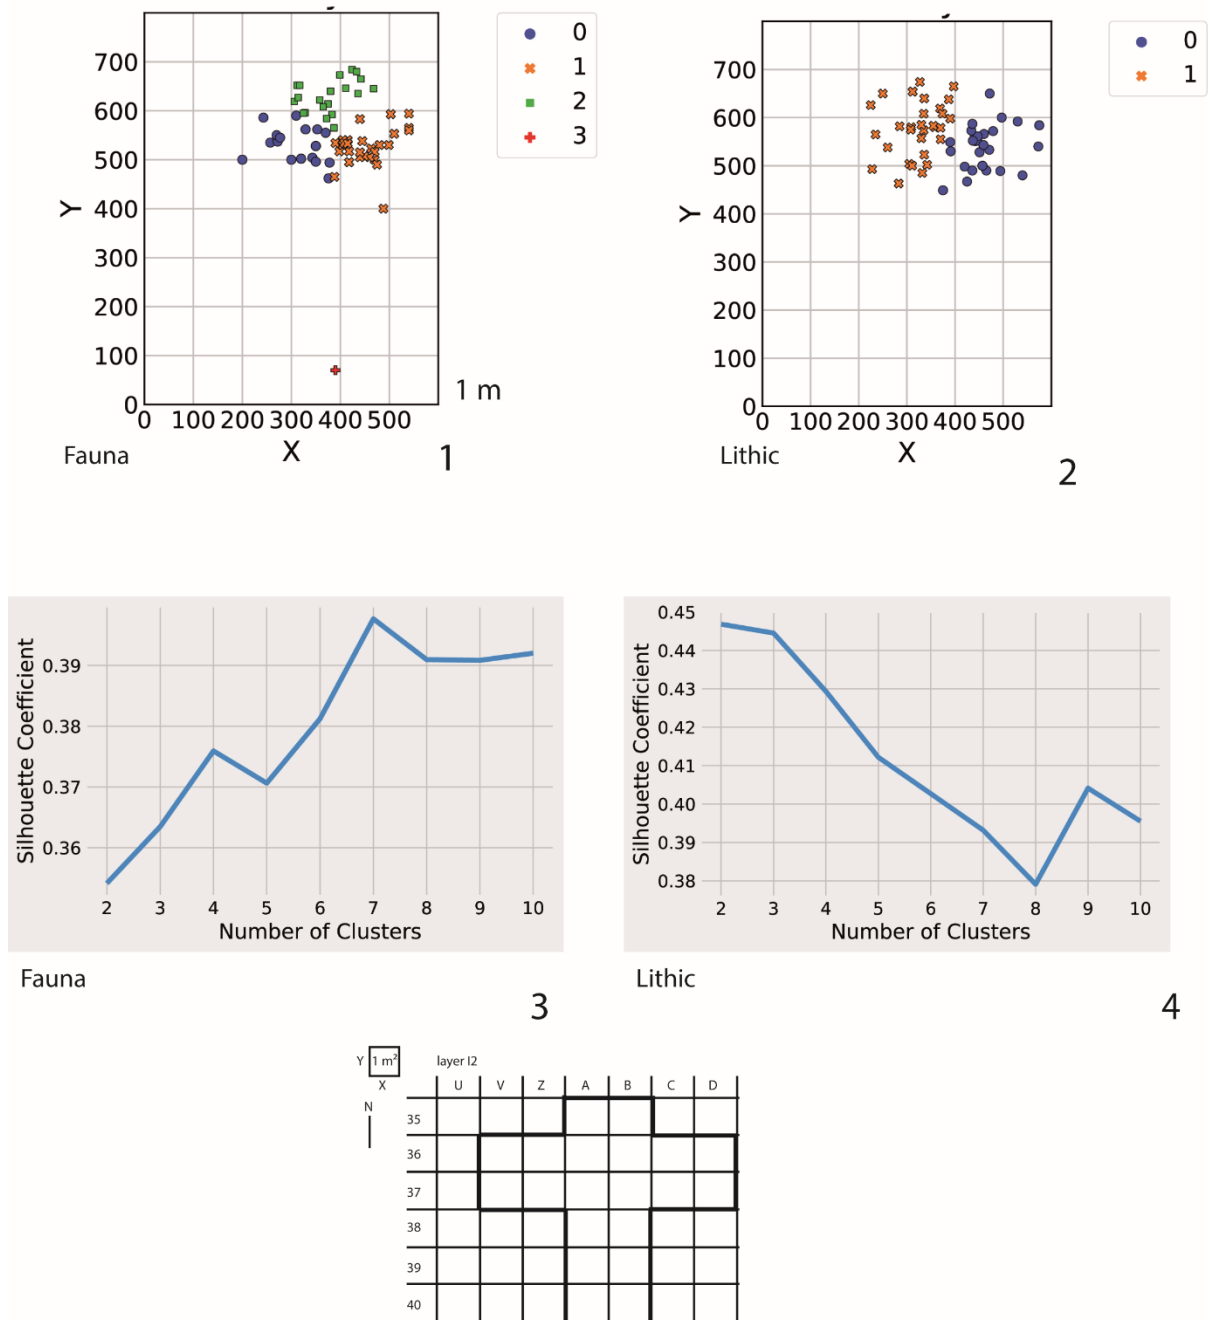 700
600
500
400
300
200
100
0
Y
0 100 200 300 400 500
X
0
1
2
3
1 m
Fauna
1
700
600
500
400
300
200
100
0
Y
0 100 200 300 400 500
X
0
1
Lithic
2
Silhouette Coefficient
0.39
0.38
0.37
0.36
2 3 4 5 6 7 8 9 10
Number of Clusters
Fauna
3
Silhouette Coefficient
0.45
0.44
0.43
0.42
0.41
0.40
0.39
0.38
2 3 4 5 6 7 8 9 10
Number of Clusters
Lithic
4
Y 1 m² layer I2
X U V Z A B C D
N
35
36
37
38
39
40